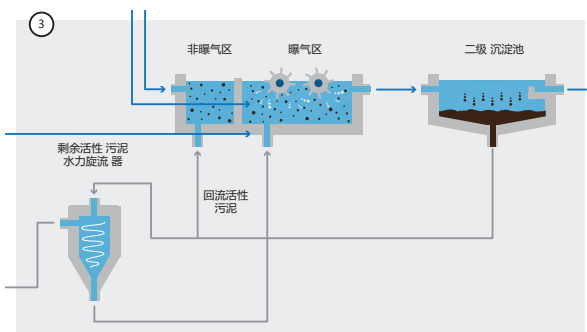 3
非曝气区
曝气区
二级 沉淀池
剩余活性 污泥
水力旋流 器
回流活性
污泥